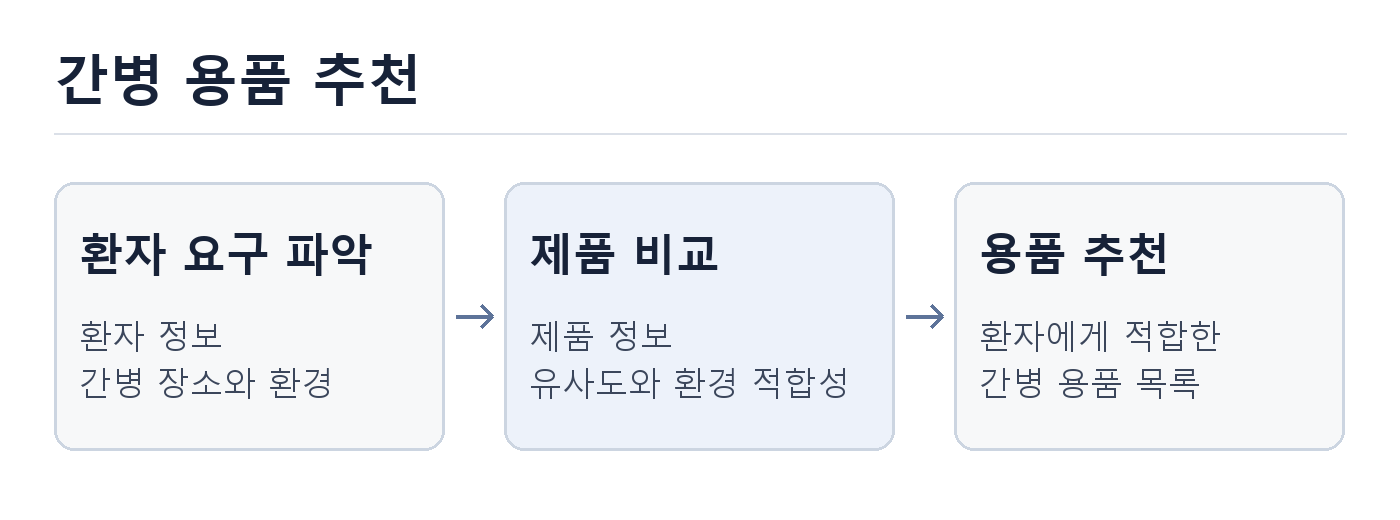 간병 용품 추천
환자 요구 파악
환자 정보
간병 장소와 환경
제품 비교
제품 정보
유사도와 환경 적합성
용품 추천
환자에게 적합한
간병 용품 목록